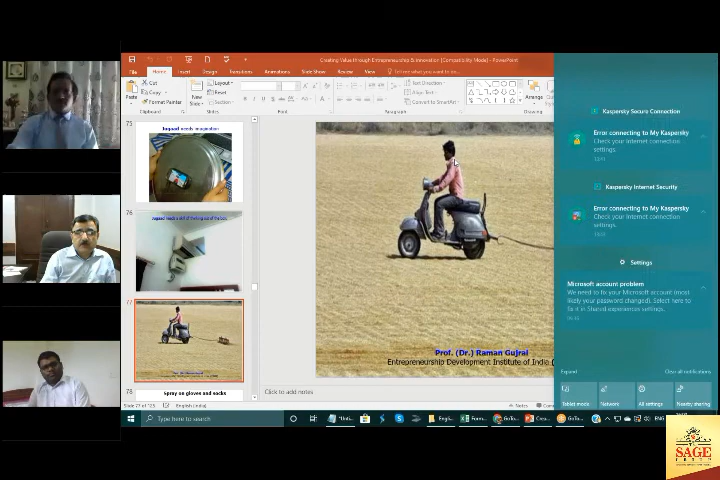 Creating Value through Entrepreneurship & Innovation [Compatibility Mode] - PowerPoint
Home
Insert
Design
Transitions
Animations
Slide Show
Review
View
Tell me what you want to do...
Paste
Cut
Copy
Format Painter
Clipboard
New
Slide
Layout
Reset
Section
Slides
Font
Paragraph
Text Direction
Align Text
Convert to SmartArt
Arrange
Drawing
75
Jugaad needs imagination
76
77
78
Spray on gloves and socks
Prof. (Dr.) Raman Gujral
Entrepreneurship Development Institute of India
Click to add notes
English (India)
Notes
Kaspersky Secure Connection
Error connecting to My Kaspersky
Check your Internet connection
settings.
Kaspersky Internet Security
Error connecting to My Kaspersky
Check your Internet connection
settings.
Settings
Microsoft account problem
We need to fix your Microsoft account (most
likely your password changed). Select here to
fix it in Shared experiences settings.
Expand
Clear all notifications
Tablet mode
Network
All settings
Nearby sharing
Type here to search
ENG
SAGE